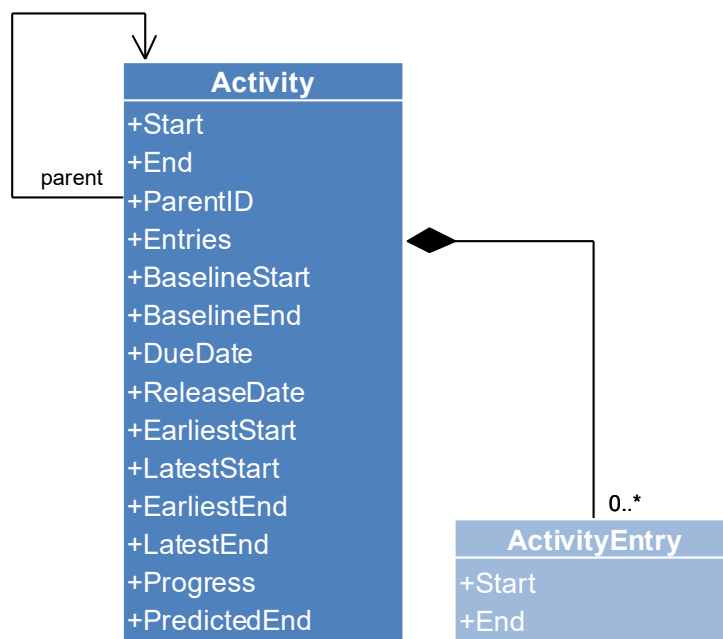 Activity
+Start
+End
parent
+ParentID
+Entries
+BaselineStart
+BaselineEnd
+DueDate
+ReleaseDate
+EarliestStart
+LatestStart
+EarliestEnd
+LatestEnd
+Progress
+PredictedEnd
0..*
ActivityEntry
+Start
+End